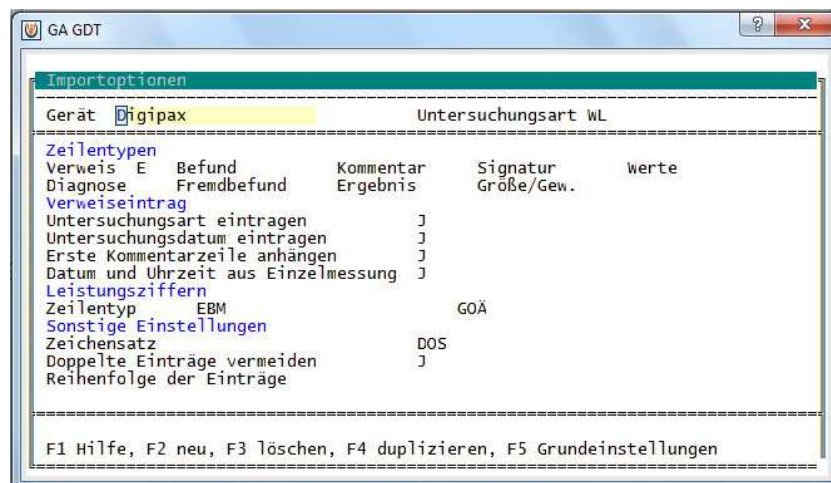 GA GDT
Importoptionen
Gerät Digipax Untersuchungsart WL
Zeilentypen
Verweis E Befund Kommentar Signatur Werte
Diagnose Fremdbefund Ergebnis Größe/Gew.
Verweiseintrag
Untersuchungsart eintragen J
Untersuchungsdatum eintragen J
Erste Kommentarzeile anhängen J
Datum und Uhrzeit aus Einzelmessung J
Leistungsziffern
Zeilentyp EBM GOÄ
Sonstige Einstellungen
Zeichensatz DOS
Doppelte Einträge vermeiden J
Reihenfolge der Einträge
F1 Hilfe, F2 neu, F3 löschen, F4 duplizieren, F5 Grundeinstellungen